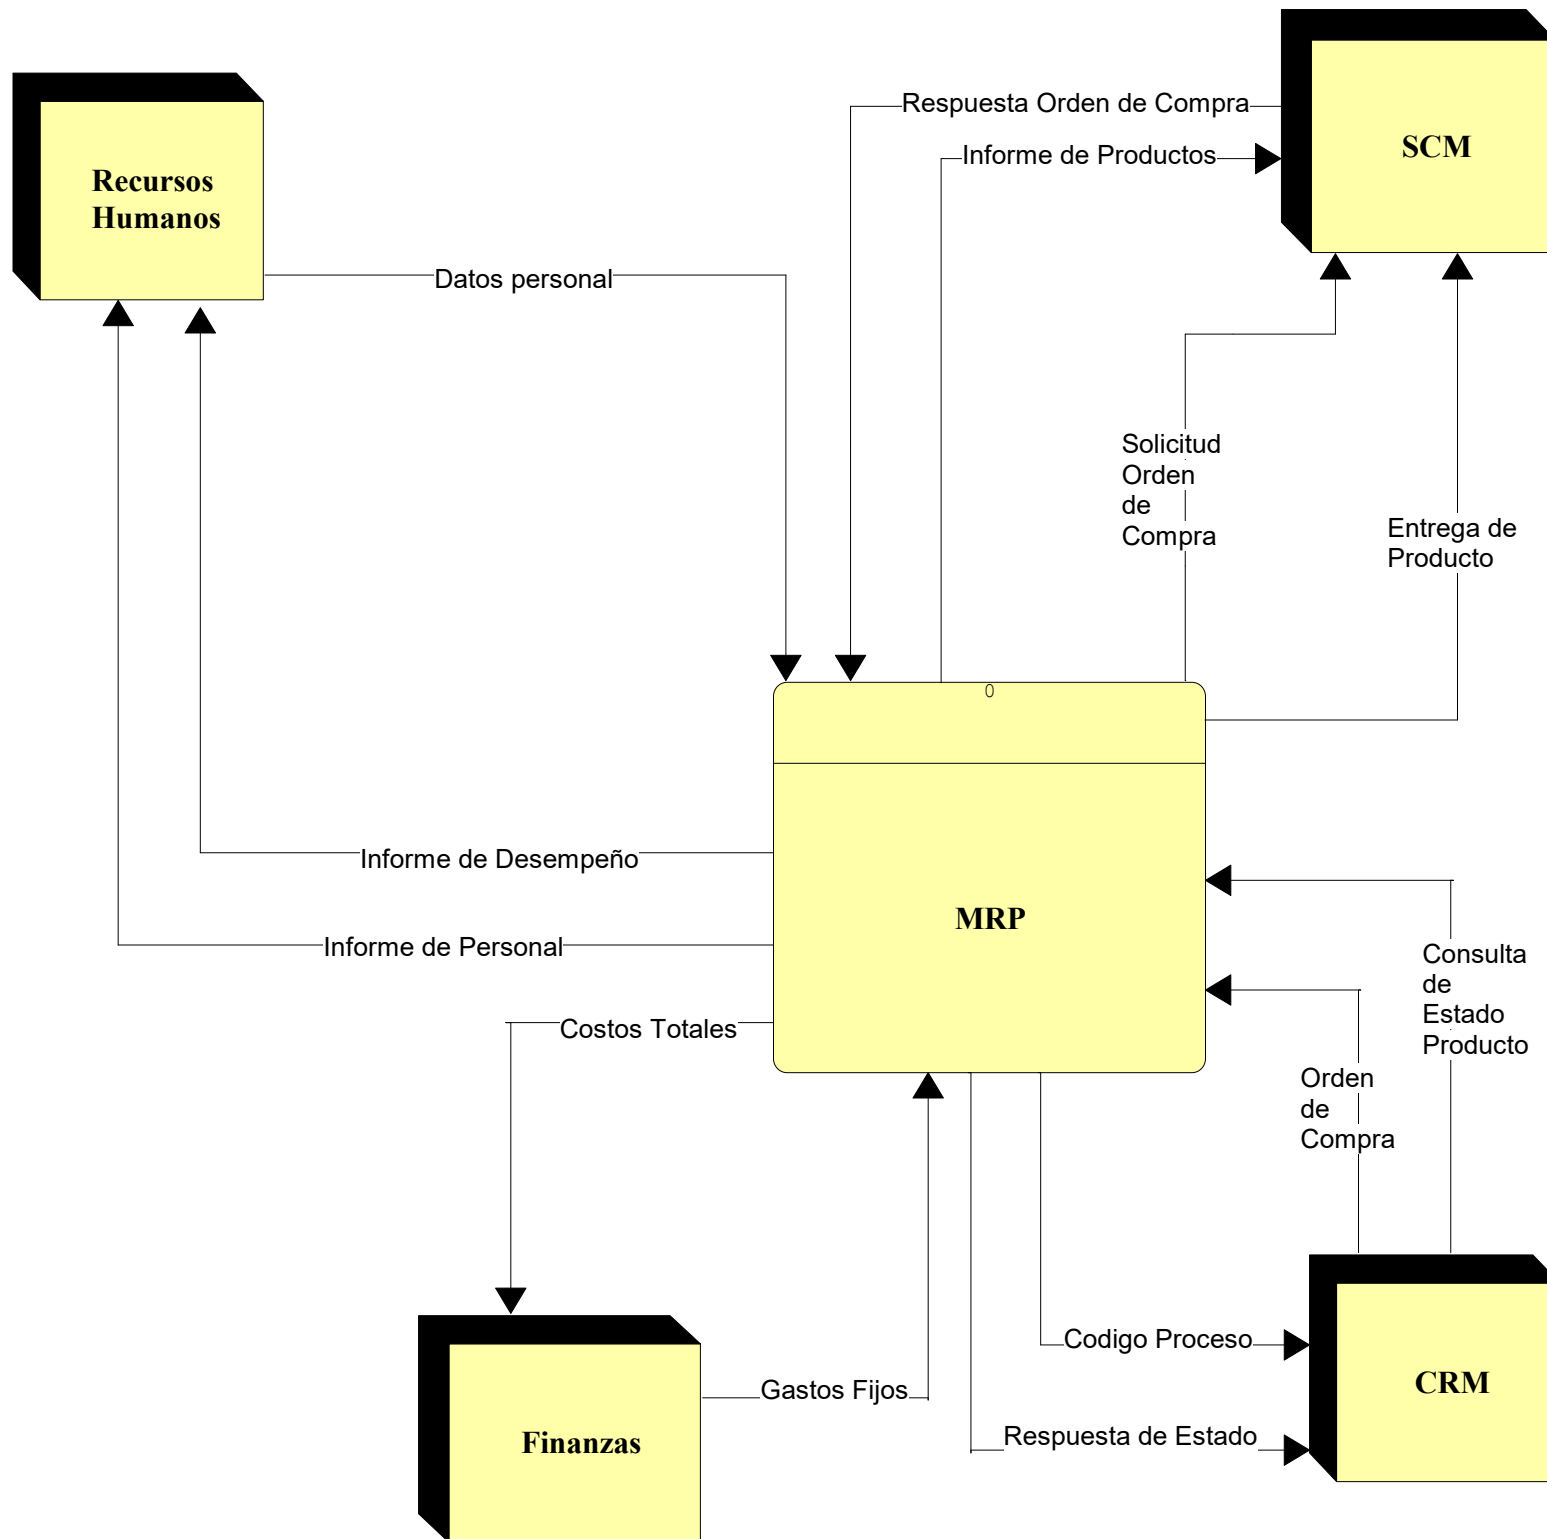 Respuesta Orden de Compra
SCM
Informe de Productos
Recursos
Humanos
Datos personal
Solicitud
Orden
de
Compra
Entrega de
Producto
0
Informe de Desempeño
MRP
Informe de Personal
Consulta
de
Estado
Producto
Costos Totales
Orden
de
Compra
Codigo Proceso
CRM
Gastos Fijos
Respuesta de Estado
Finanzas